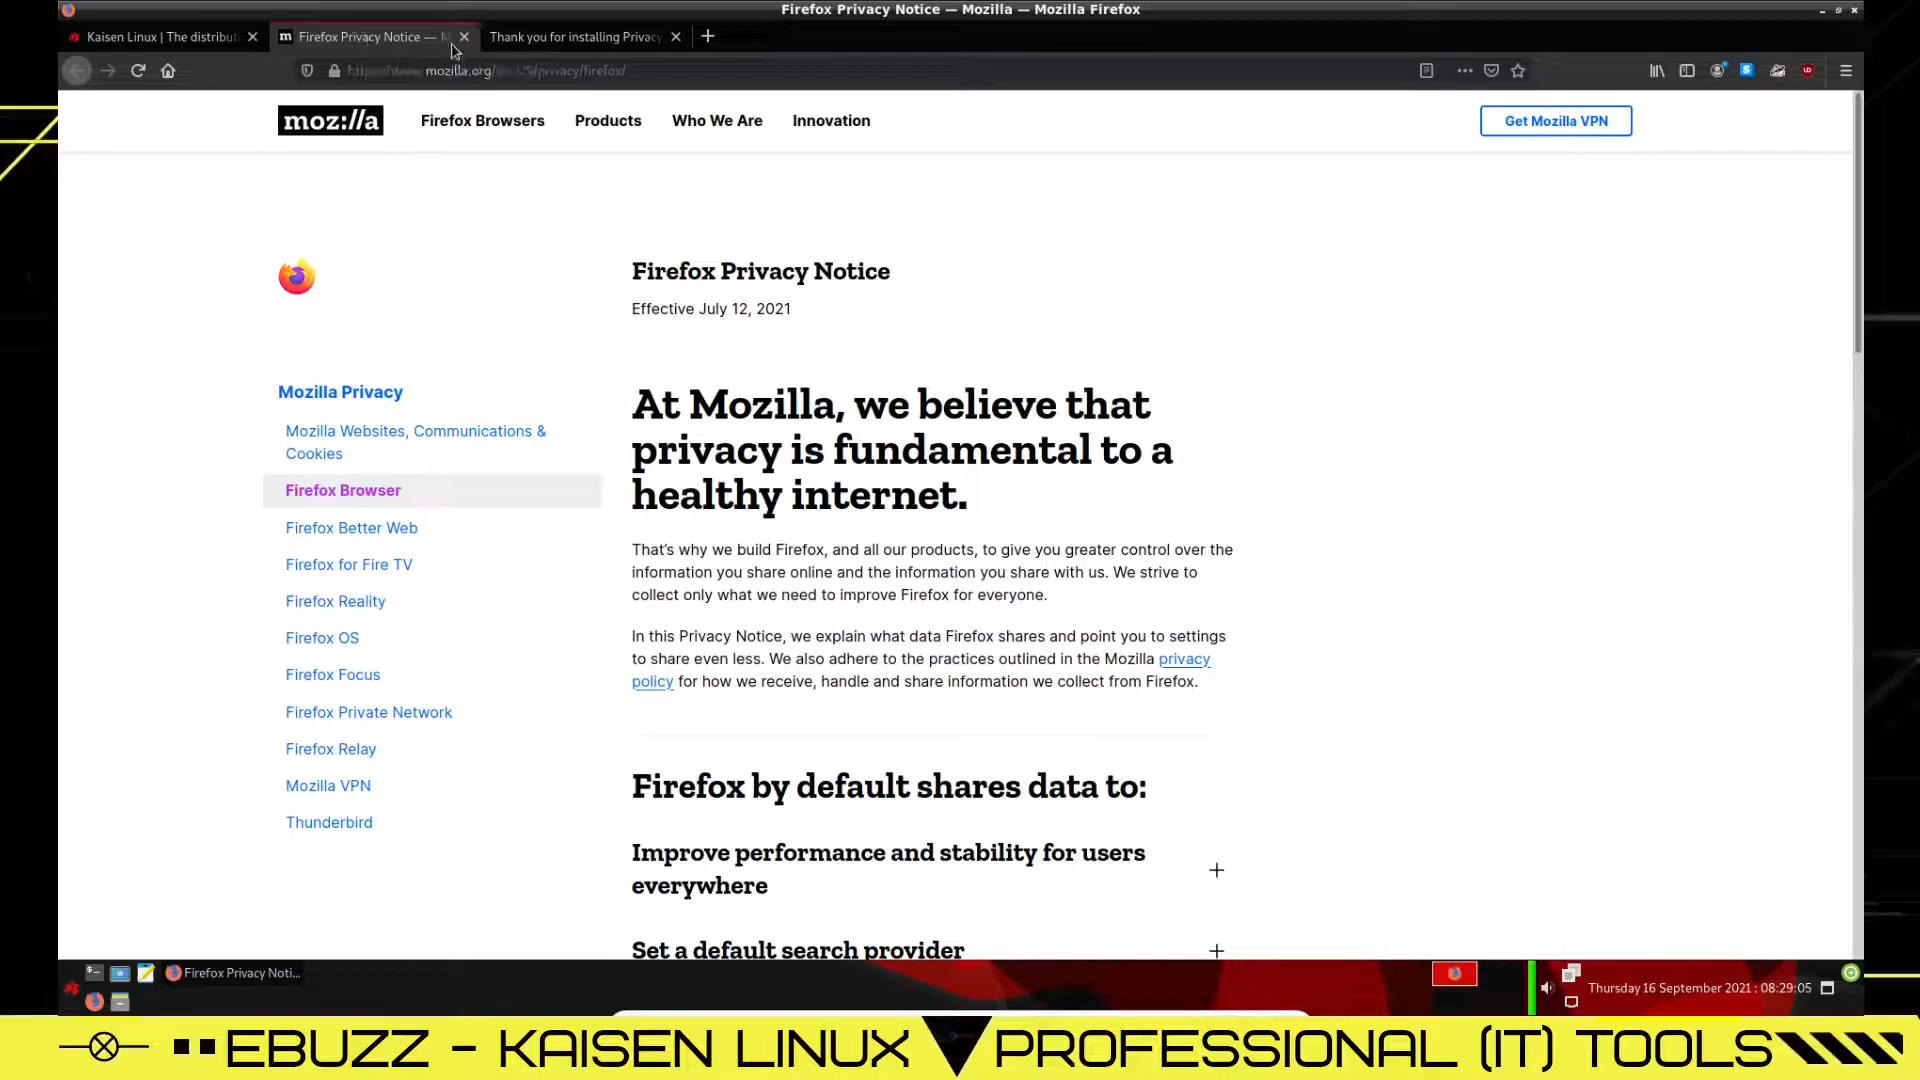 Firefox Privacy Notice — Mozilla — Mozilla Firefox
Kaisen Linux | The distribut
Firefox Privacy Notice — M
Thank you for installing Privacy
mozilla.org/
/privacy/firefox/
moz://a
Firefox Browsers
Products
Who We Are
Innovation
Get Mozilla VPN
Firefox Privacy Notice
Effective July 12, 2021
Mozilla Privacy
Mozilla Websites, Communications &
Cookies
Firefox Browser
Firefox Better Web
Firefox for Fire TV
Firefox Reality
Firefox OS
Firefox Focus
Firefox Private Network
Firefox Relay
Mozilla VPN
Thunderbird
At Mozilla, we believe that
privacy is fundamental to a
healthy internet.
That’s why we build Firefox, and all our products, to give you greater control over the
information you share online and the information you share with us. We strive to
collect only what we need to improve Firefox for everyone.
In this Privacy Notice, we explain what data Firefox shares and point you to settings
to share even less. We also adhere to the practices outlined in the Mozilla privacy
policy for how we receive, handle and share information we collect from Firefox.
Firefox by default shares data to:
Improve performance and stability for users
everywhere
Set a default search provider
Firefox Privacy Noti...
Thursday 16 September 2021 : 08:29:05
EBUZZ - KAISEN LINUX
PROFESSIONAL (IT) TOOLS